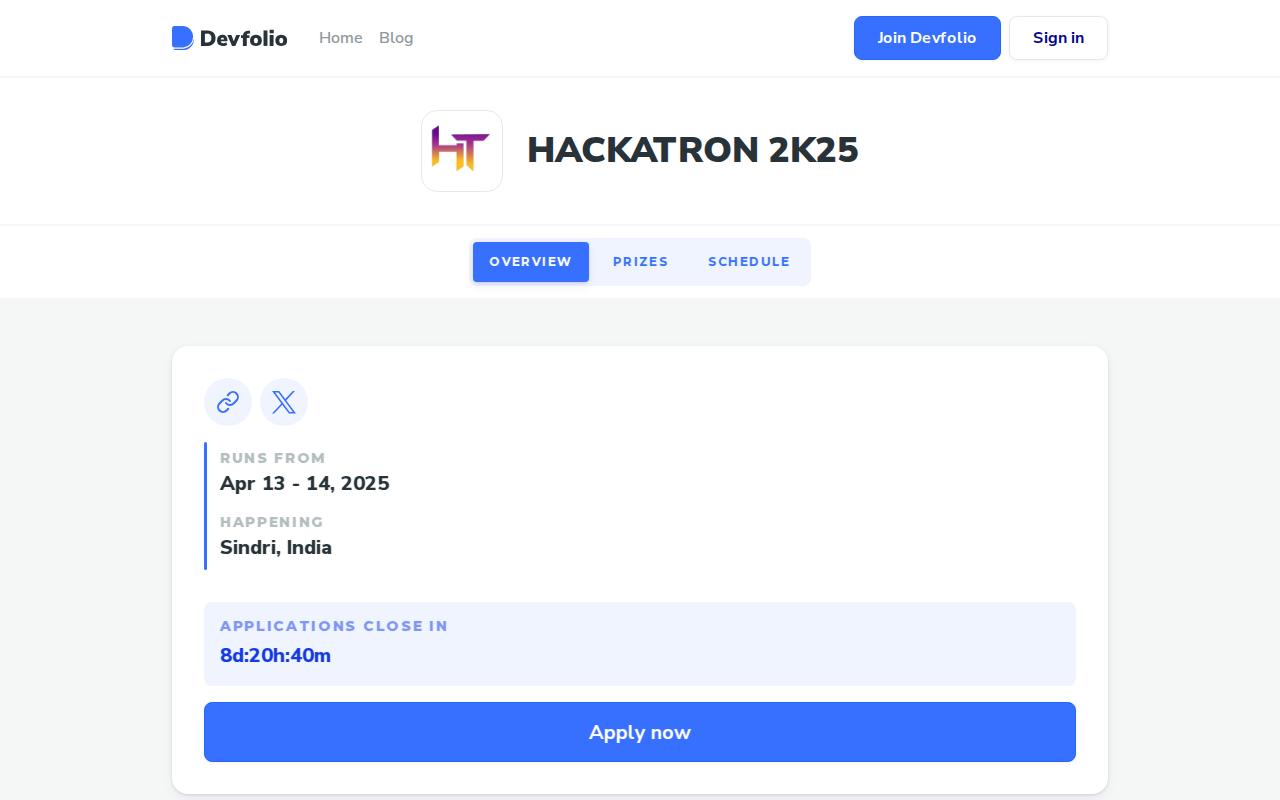 Devfolio
Home
Blog
Join Devfolio
Sign in
HT
HACKATRON 2K25
OVERVIEW
PRIZES
SCHEDULE
RUNS FROM
Apr 13 - 14, 2025
HAPPENING
Sindri, India
APPLICATIONS CLOSE IN
8d:20h:40m
Apply now